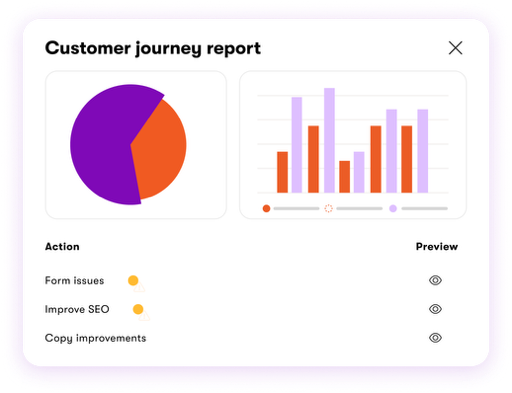 Customer journey report
Action Preview
Form issues
Improve SEO
Copy improvements